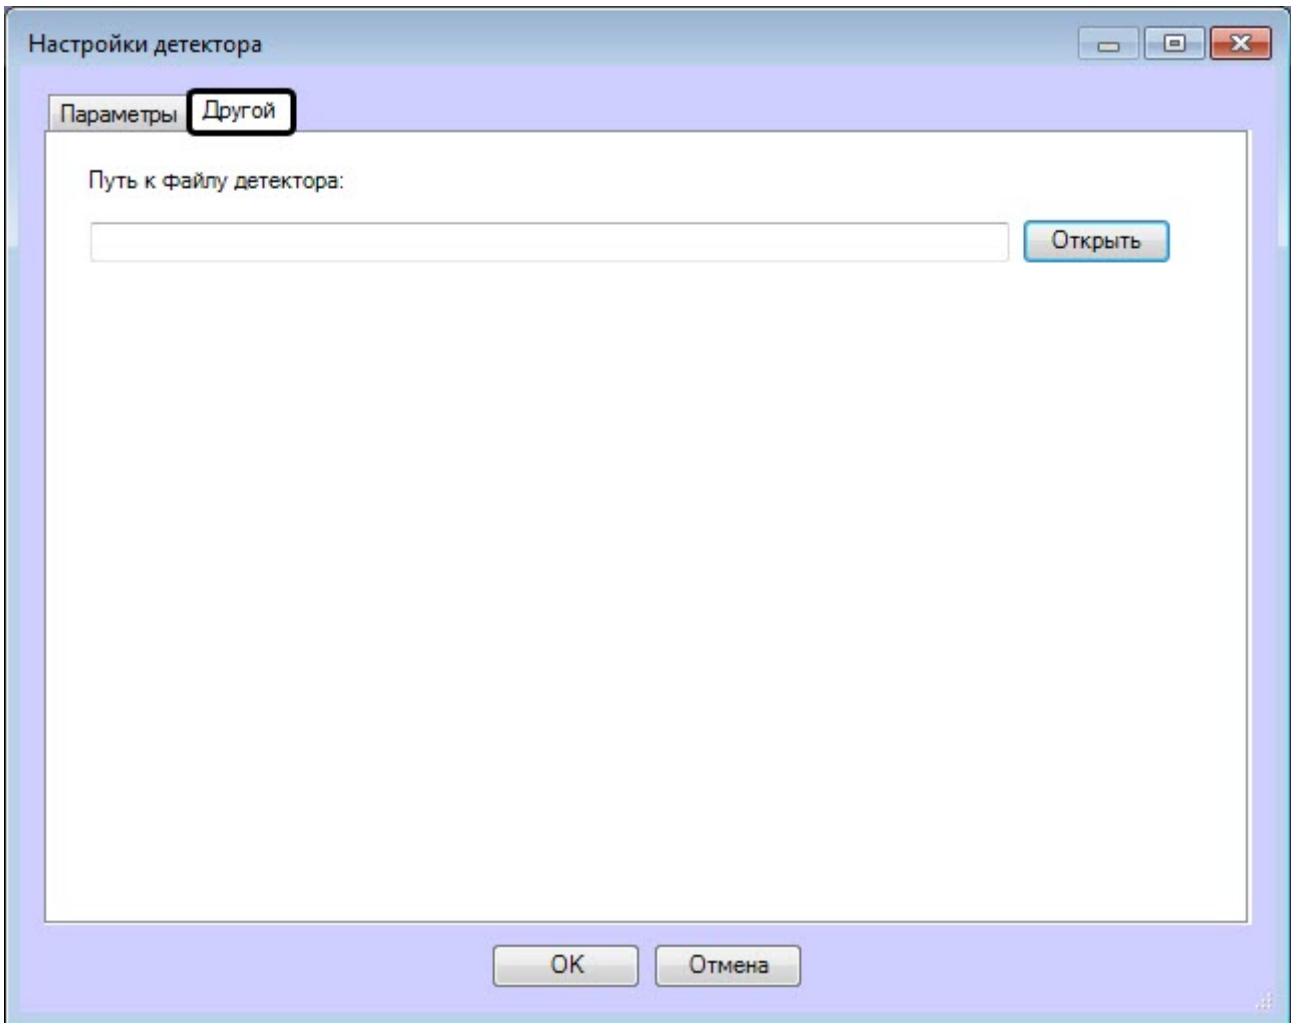 Настройки детектора
Параметры Другой
Путь к файлу детектора:
Открыть
OK Отмена